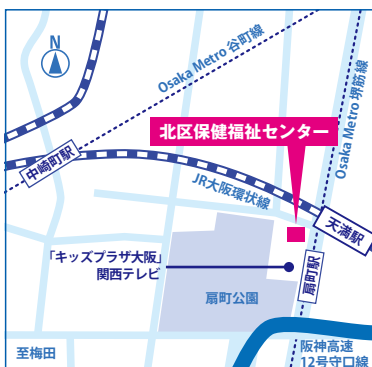 N
Osaka Metro 谷町線
Osaka Metro 堺筋線
北区保健福祉センター
中崎町駅
JR大阪環状線
天満駅
「キッズプラザ大阪」
関西テレビ
扇町駅
扇町公園
至梅田
阪神高速
12号守口線